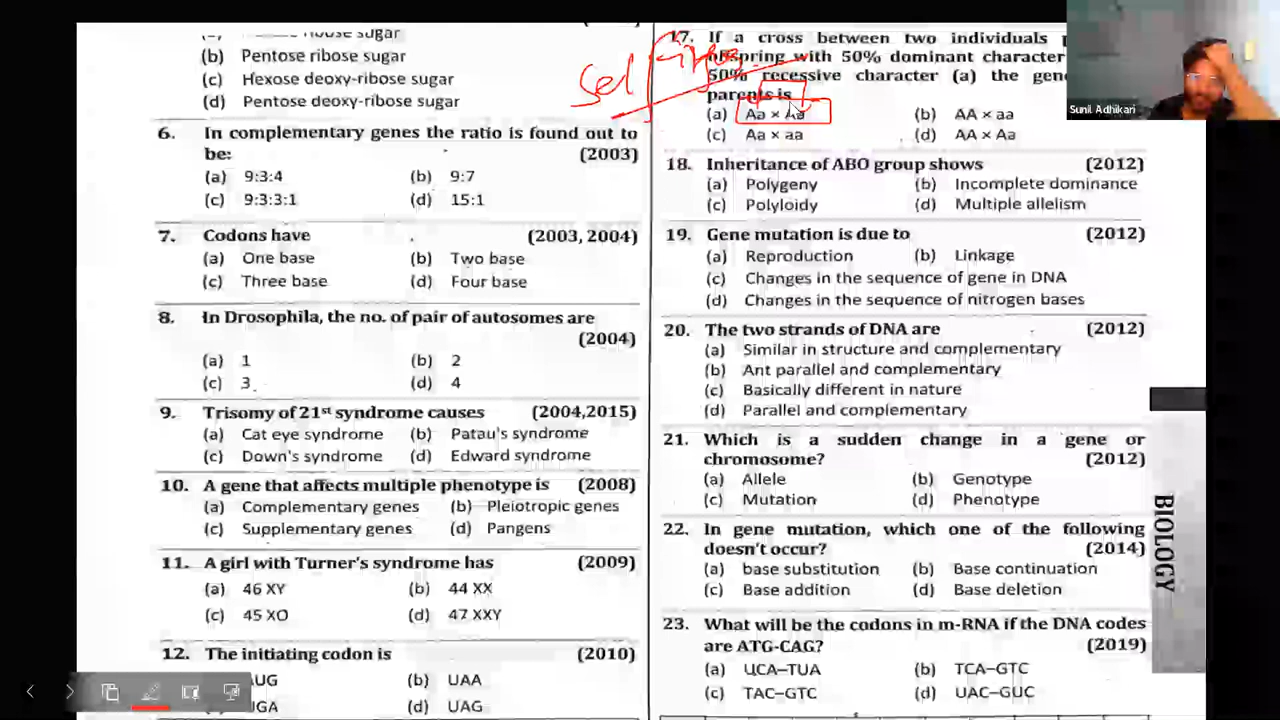 (b) Pentose ribose sugar
(c) Hexose deoxy-ribose sugar
(d) Pentose deoxy-ribose sugar
6. In complementary genes the ratio is found out to
be: (2003)
(a) 9:3:4 (b) 9:7
(c) 9:3:3:1 (d) 15:1
7. Codons have (2003, 2004)
(a) One base (b) Two base
(c) Three base (d) Four base
8. In Drosophila, the no. of pair of autosomes are
(2004)
(a) 1 (b) 2
(c) 3 (d) 4
9. Trisomy of 21st syndrome causes (2004,2015)
(a) Cat eye syndrome (b) Patau's syndrome
(c) Down's syndrome (d) Edward syndrome
10. A gene that affects multiple phenotype is (2008)
(a) Complementary genes (b) Pleiotropic genes
(c) Supplementary genes (d) Pangens
11. A girl with Turner's syndrome has (2009)
(a) 46 XY (b) 44 XX
(c) 45 XO (d) 47 XXY
12. The initiating codon is (2010)
AUG (b) UAA
UGA (d) UAG
17. If a cross between two individuals
offspring with 50% dominant character
50% recessive character (a) the
parents is
(a) Aa × Aa (b) AA × aa
(c) Aa × aa (d) AA × Aa
18. Inheritance of ABO group shows (2012)
(a) Polygeny (b) Incomplete dominance
(c) Polyloidy (d) Multiple allelism
19. Gene mutation is due to (2012)
(a) Reproduction (b) Linkage
(c) Changes in the sequence of gene in DNA
(d) Changes in the sequence of nitrogen bases
20. The two strands of DNA are (2012)
(a) Similar in structure and complementary
(b) Ant parallel and complementary
(c) Basically different in nature
(d) Parallel and complementary
21. Which is a sudden change in a gene or
chromosome? (2012)
(a) Allele (b) Genotype
(c) Mutation (d) Phenotype
22. In gene mutation, which one of the following
doesn't occur? (2014)
(a) base substitution (b) Base continuation
(c) Base addition (d) Base deletion
23. What will be the codons in m-RNA if the DNA codes
are ATG-CAG? (2019)
(a) UCA–TUA (b) TCA–GTC
(c) TAC–GTC (d) UAC–GUC
BIOLOGY
Sunil Adhikari